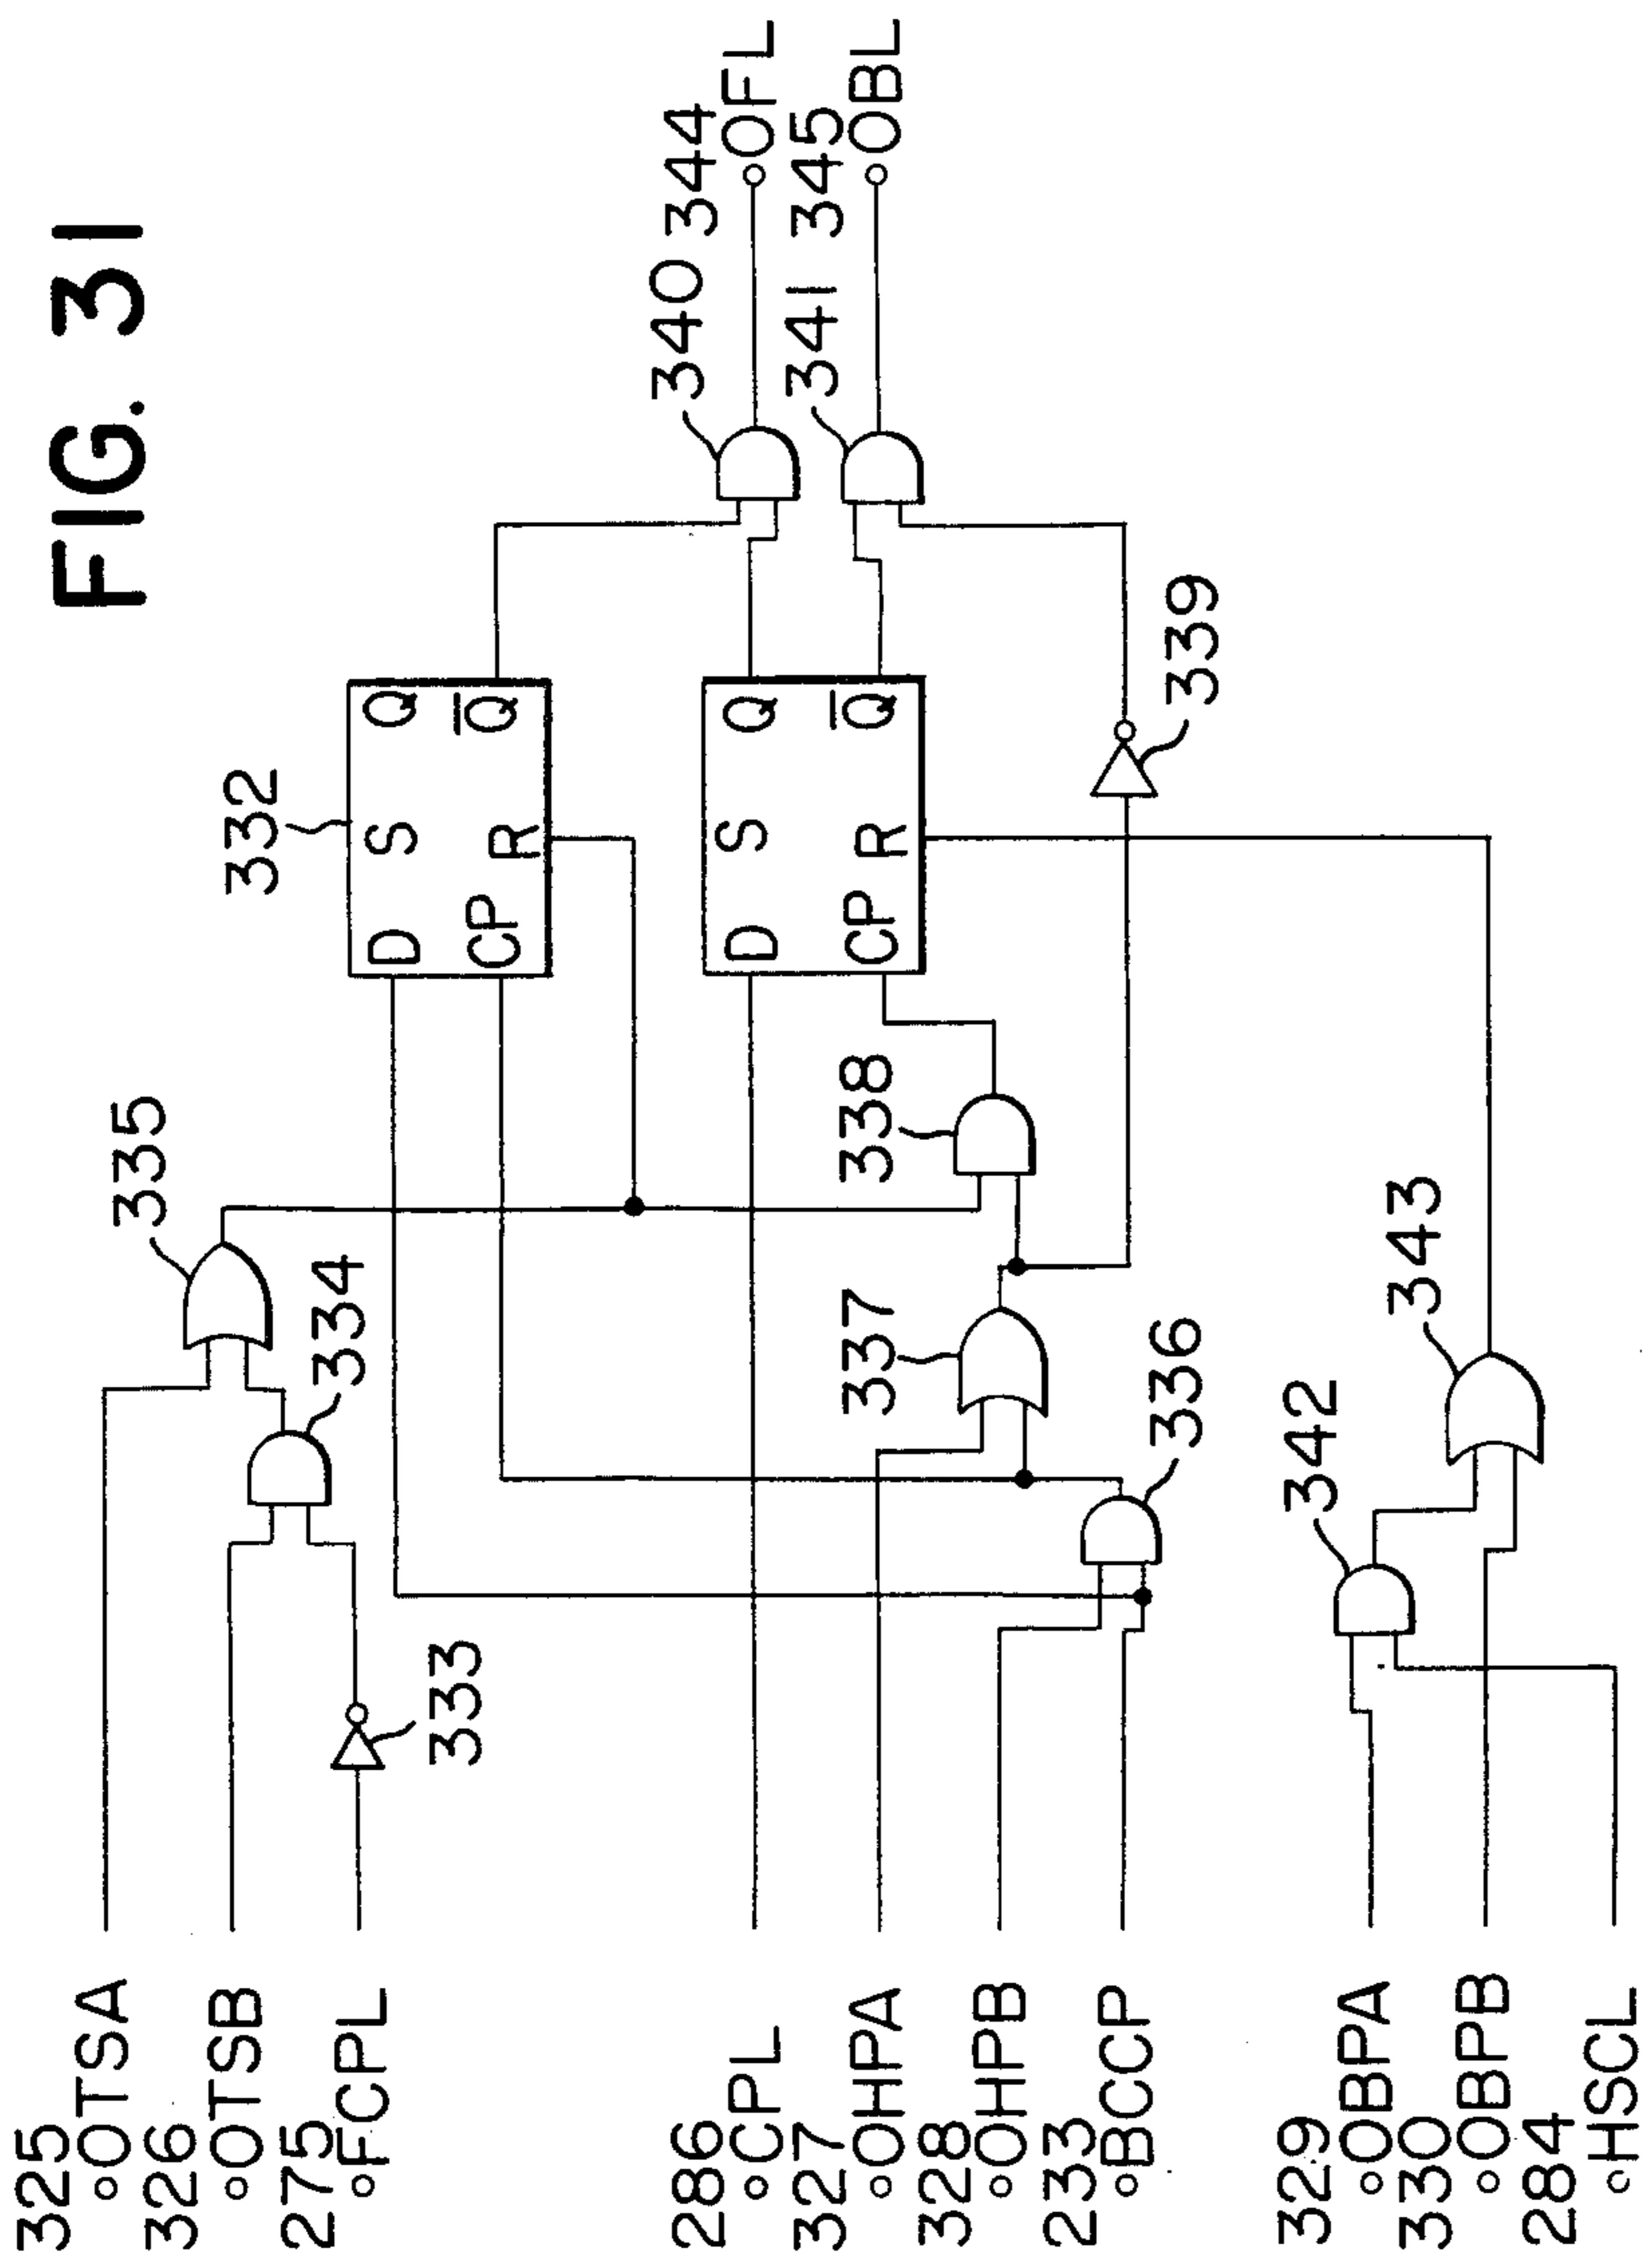 FIG. 31
325
OTSA
326
OTSB
275
FCPL
286
CPL
327
OHPA
328
OHPB
233
BCCP
329
OBPA
330
OBPB
284
HSCL
333
334
335
336
337
338
342
343
332
D S Q
CP R Q̅
D S Q
CP R Q̅
339
340
341
344
OFL
345
OBL